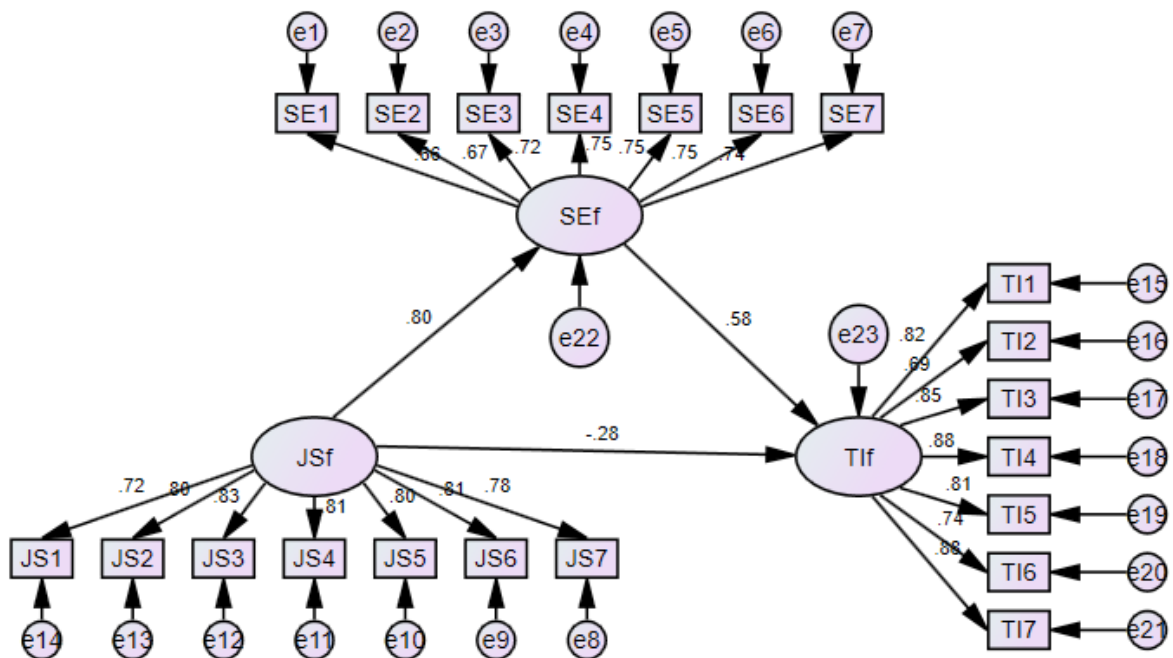 e1 e2 e3 e4 e5 e6 e7
SE1 SE2 SE3 SE4 SE5 SE6 SE7
.66 .67 .72 .75 .75 .75 .74
SEf
e22
.80
.58
e23
JSf
-.28
TIf
.72 .80 .83 .81 .80 .81 .78
JS1 JS2 JS3 JS4 JS5 JS6 JS7
e14 e13 e12 e11 e10 e9 e8
.82 TI1 e15
.69 TI2 e16
.85 TI3 e17
.88 TI4 e18
.81 TI5 e19
.74 TI6 e20
.88 TI7 e21